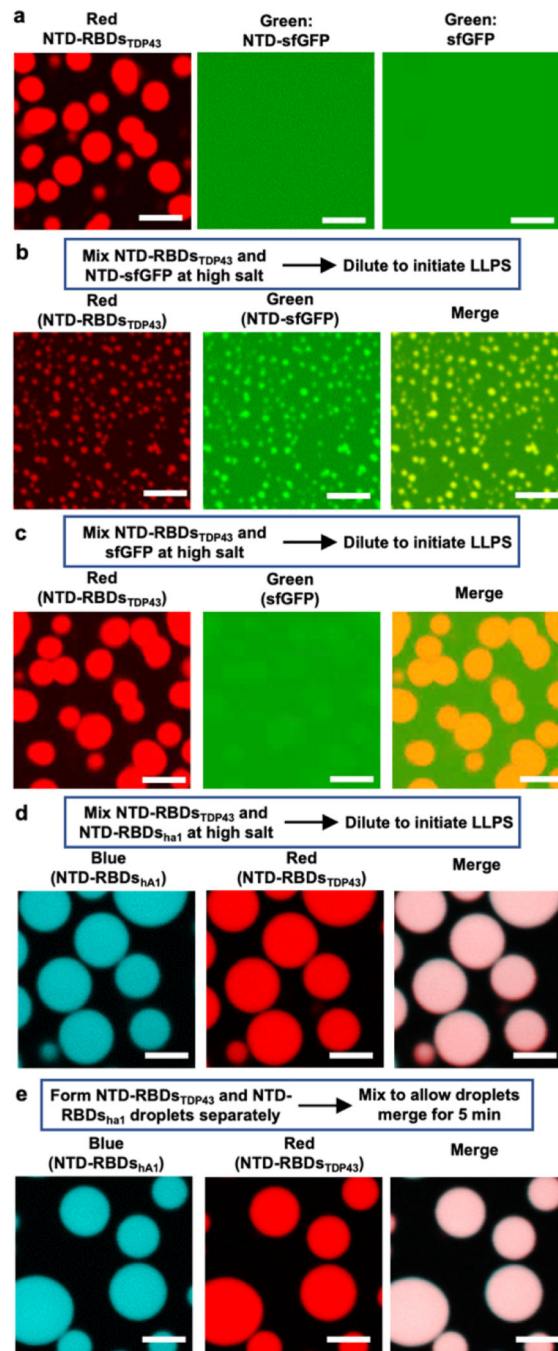 a
Red
NTD-RBDsTDP43
Green:
NTD-sfGFP
Green:
sfGFP
b
Mix NTD-RBDsTDP43 and
NTD-sfGFP at high salt
Dilute to initiate LLPS
Red
(NTD-RBDsTDP43)
Green
(NTD-sfGFP)
Merge
c
Mix NTD-RBDsTDP43 and
sfGFP at high salt
Dilute to initiate LLPS
Red
(NTD-RBDsTDP43)
Green
(sfGFP)
Merge
d
Mix NTD-RBDsTDP43 and
NTD-RBDsha1 at high salt
Dilute to initiate LLPS
Blue
(NTD-RBDshA1)
Red
(NTD-RBDsTDP43)
Merge
e
Form NTD-RBDsTDP43 and NTD-
RBDsha1 droplets separately
Mix to allow droplets
merge for 5 min
Blue
(NTD-RBDshA1)
Red
(NTD-RBDsTDP43)
Merge